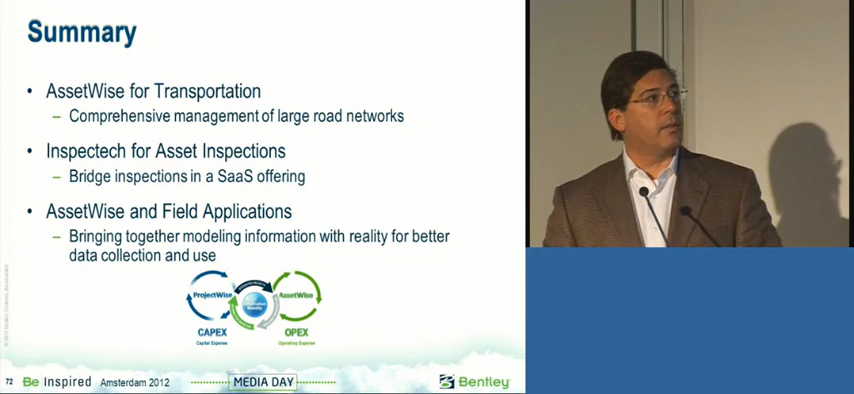 Summary
• AssetWise for Transportation
– Comprehensive management of large road networks
• Inspectech for Asset Inspections
– Bridge inspections in a SaaS offering
• AssetWise and Field Applications
– Bringing together modeling information with reality for better
data collection and use
ProjectWise
AssetWise
CAPEX
OPEX
Capital Expense
Operating Expense
72 Be Inspired Amsterdam 2012 MEDIA DAY Bentley